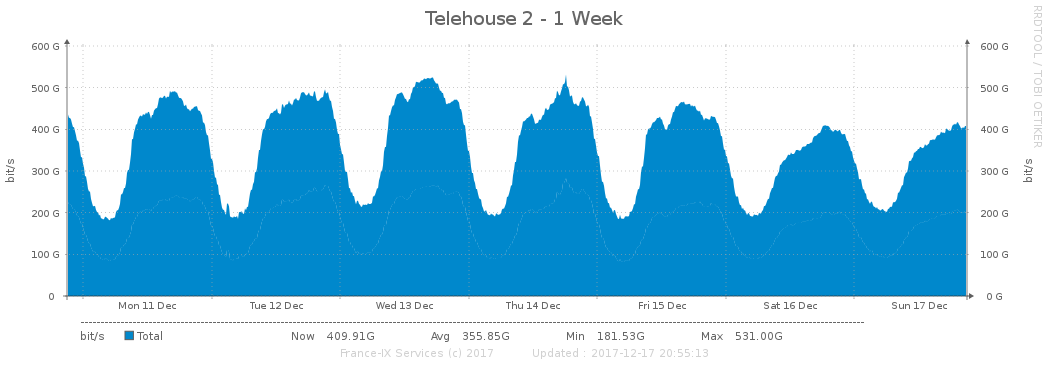 Telehouse 2 - 1 Week
RRDTOOL / TOBI OETIKER
600 G 600 G
500 G 500 G
400 G 400 G
300 G 300 G
200 G 200 G
100 G 100 G
0 0 G
bit/s bit/s
Mon 11 Dec Tue 12 Dec Wed 13 Dec Thu 14 Dec Fri 15 Dec Sat 16 Dec Sun 17 Dec
bit/s Total Now 409.91G Avg 355.85G Min 181.53G Max 531.00G
France-IX Services (c) 2017 Updated : 2017-12-17 20:55:13